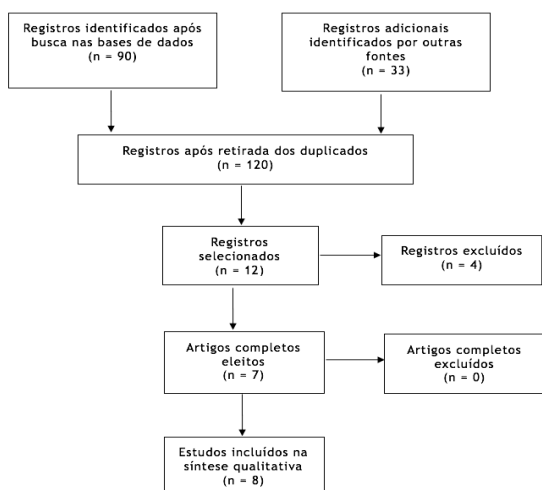 Registros identificados após
busca nas bases de dados
(n = 90)
Registros adicionais
identificados por outras
fontes
(n = 33)
Registros após retirada dos duplicados
(n = 120)
Registros
selecionados
(n = 12)
Registros excluídos
(n = 4)
Artigos completos
eleitos
(n = 7)
Artigos completos
excluídos
(n = 0)
Estudos incluídos na
síntese qualitativa
(n = 8)